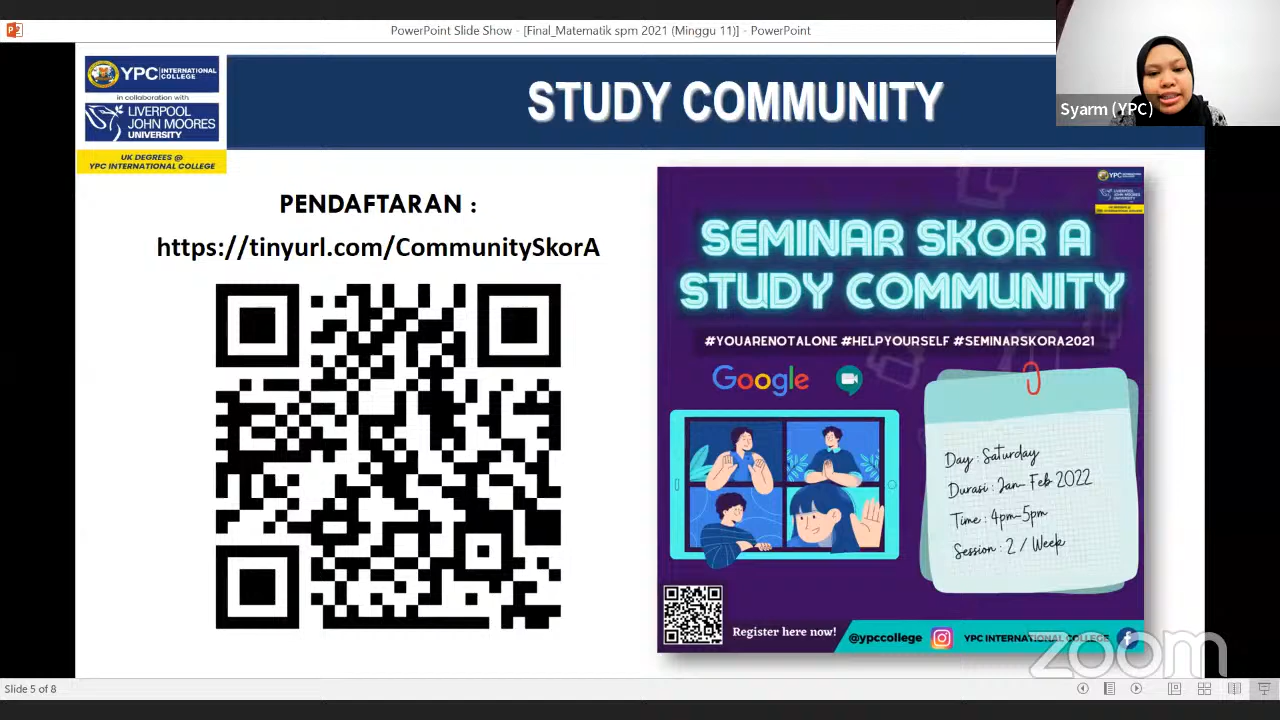 PowerPoint Slide Show - [Final_Matematik spm 2021 (Minggu 11)] - PowerPoint
YPC INTERNATIONAL COLLEGE
in collaboration with
LIVERPOOL
JOHN MOORES
UNIVERSITY
UK DEGREES @
YPC INTERNATIONAL COLLEGE
STUDY COMMUNITY
Syarm (YPC)
PENDAFTARAN :
https://tinyurl.com/CommunitySkorA
SEMINAR SKOR A
STUDY COMMUNITY
#YOUARENOTALONE #HELPYOURSELF #SEMINARSKORA2021
Google
Day : Saturday
Durasi : Jan- Feb 2022
Time : 4pm-5pm
Session : 2 / Week
Register here now!
@ypccollege
YPC INTERNATIONAL COLLEGE
zoom
Slide 5 of 8